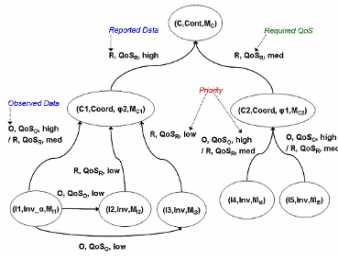 Reported Data
Required QoS
(C,Cont,M_C)
R, QoS_R, high
R, QoS_R, med
Observed Data
Priority
(C1,Coord, φ2,M_C1)
(C2,Coord, φ1,M_C2)
O, QoS_O, high
/ R, QoS_R, med
R, QoS_R, low
O, QoS_O, high
/ R, QoS_R, med
O, QoS_O, high
/ R, QoS_R, med
R, QoS_R, low
O, QoS_O, low
(I1,Inv_α,M_I1)
(I2,Inv,M_I2)
(I3,Inv,M_I3)
(I4,Inv,M_I4)
(I5,Inv,M_I5)
O, QoS_O, low